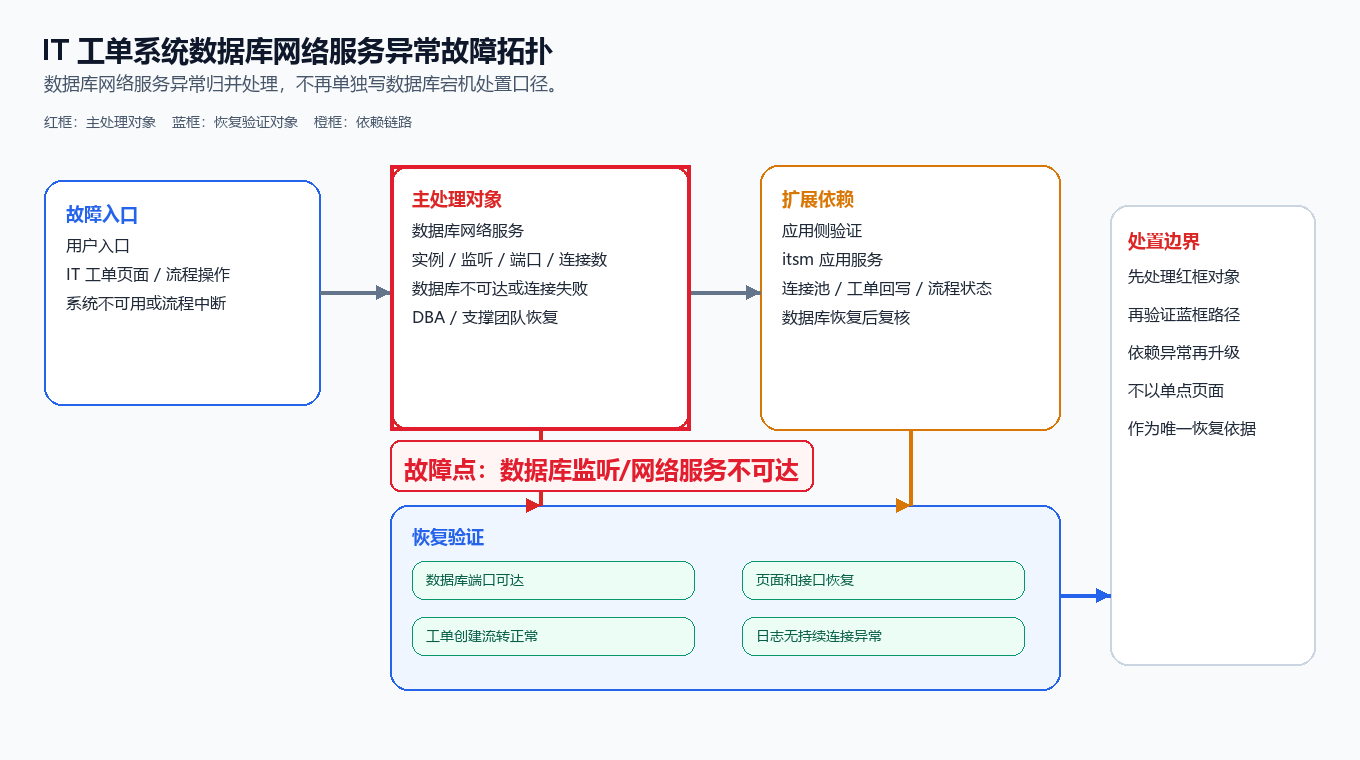 IT 工单系统数据库网络服务异常故障拓扑
数据库网络服务异常归并处理，不再单独写数据库宕机处置口径。
红框：主处理对象 蓝框：恢复验证对象 橙框：依赖链路
故障入口
用户入口
IT 工单页面 / 流程操作
系统不可用或流程中断
主处理对象
数据库网络服务
实例 / 监听 / 端口 / 连接数
数据库不可达或连接失败
DBA / 支撑团队恢复
扩展依赖
应用侧验证
itsm 应用服务
连接池 / 工单回写 / 流程状态
数据库恢复后复核
处置边界
先处理红框对象
再验证蓝框路径
依赖异常再升级
不以单点页面
作为唯一恢复依据
故障点：数据库监听/网络服务不可达
恢复验证
数据库端口可达
页面和接口恢复
工单创建流转正常
日志无持续连接异常